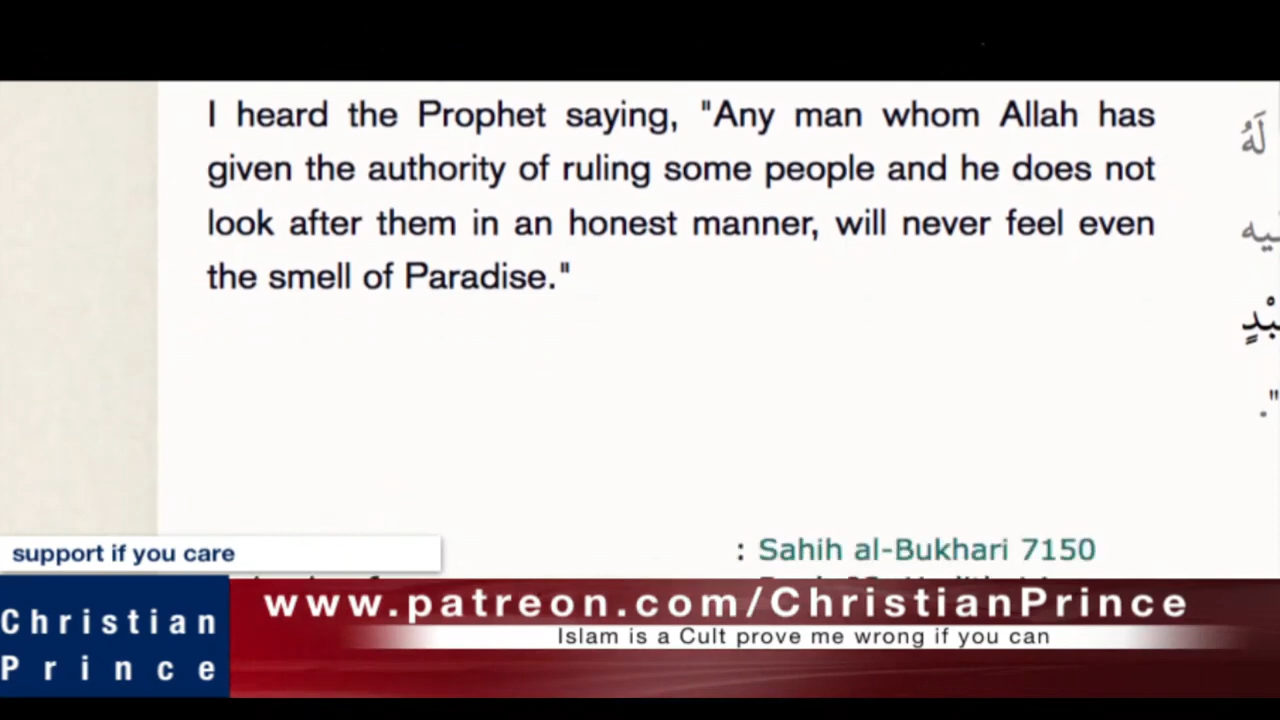 I heard the Prophet saying, "Any man whom Allah has
given the authority of ruling some people and he does not
look after them in an honest manner, will never feel even
the smell of Paradise."
لَهُ
بْدٍ
."
: Sahih al-Bukhari 7150
support if you care
Christian
Prince
www.patreon.com/ChristianPrince
Islam is a Cult prove me wrong if you can